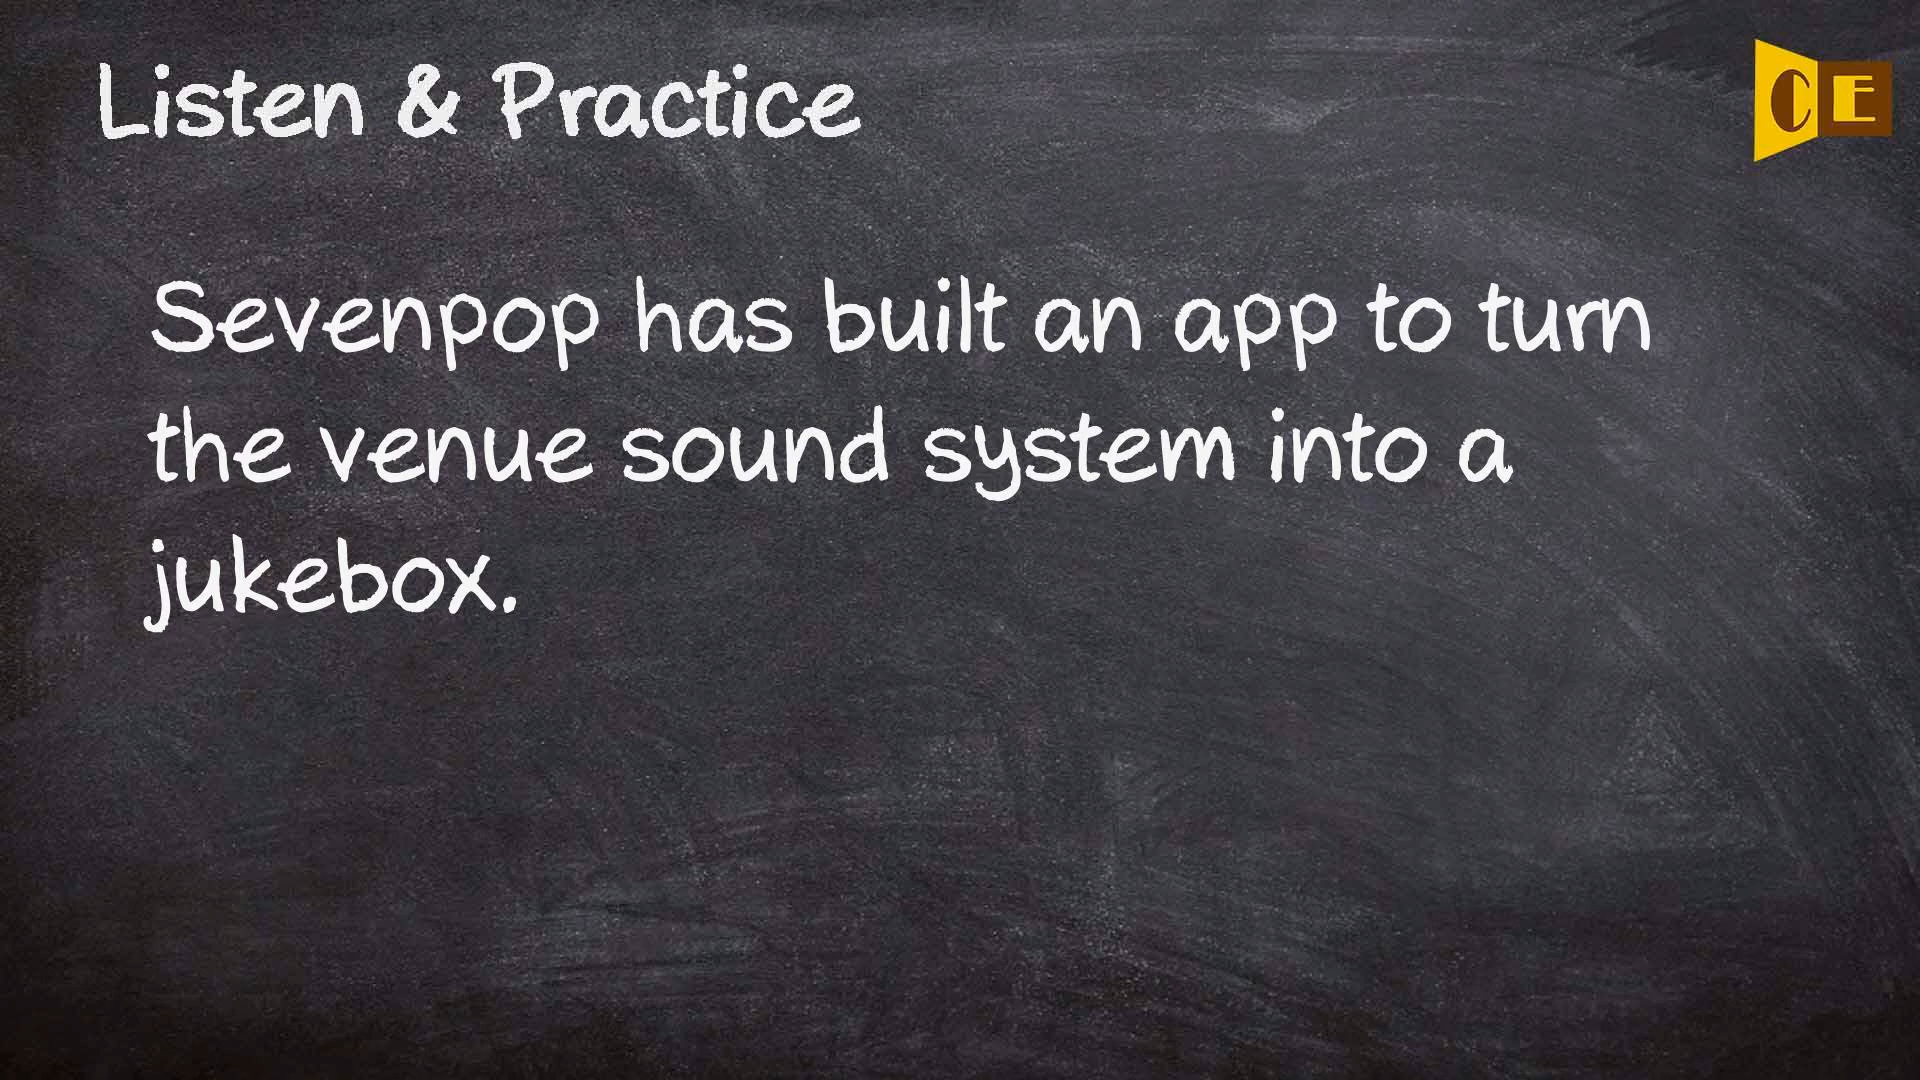 Listen & Practice
CE
Sevenpop has built an app to turn
the venue sound system into a
jukebox.